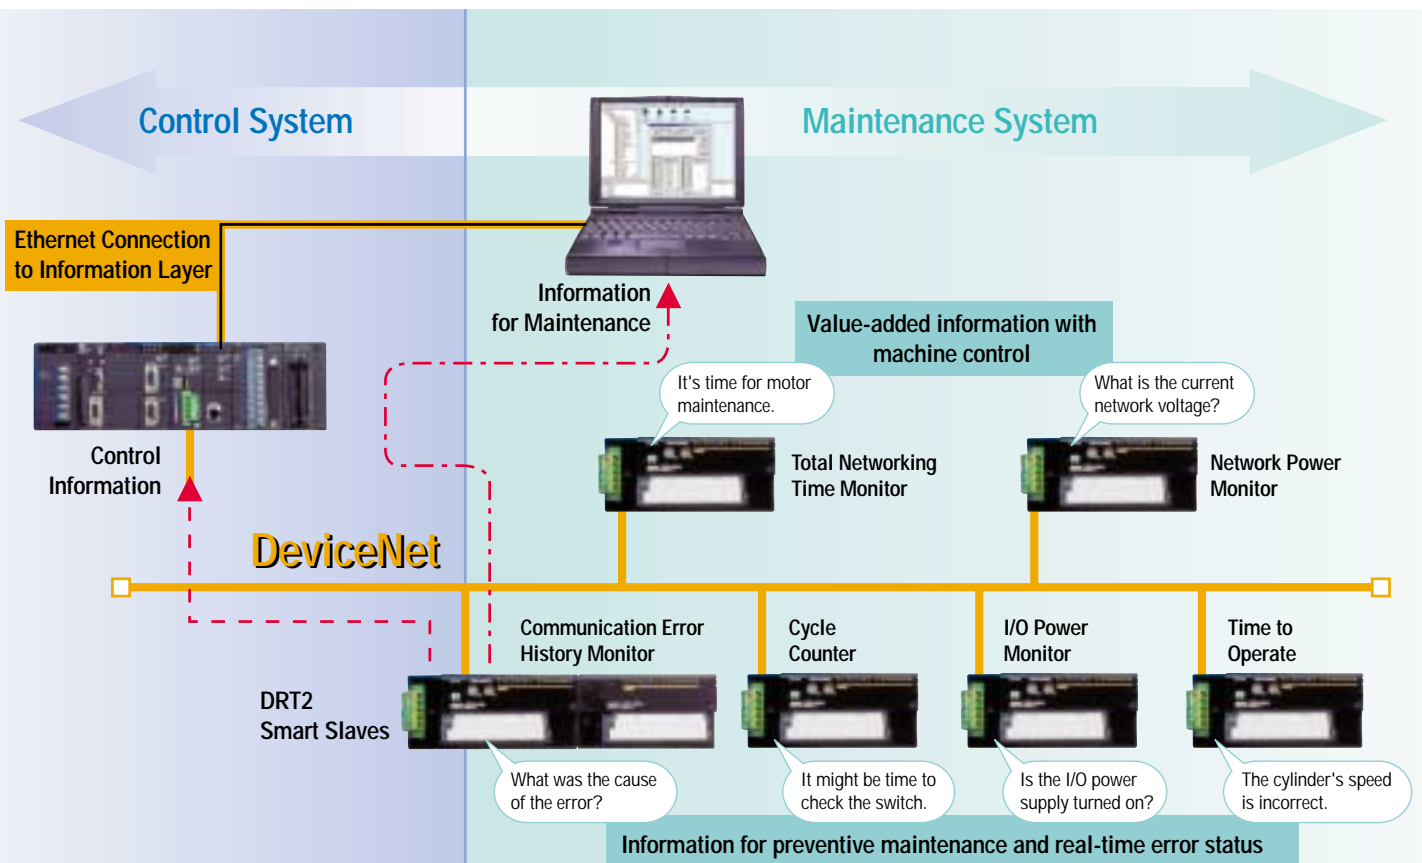 Control System
Maintenance System
Ethernet Connection
to Information Layer
Information
for Maintenance
Value-added information with
machine control
It's time for motor
maintenance.
What is the current
network voltage?
Control
Information
Total Networking
Time Monitor
Network Power
Monitor
DeviceNet
Communication Error
History Monitor
Cycle
Counter
I/O Power
Monitor
Time to
Operate
DRT2
Smart Slaves
What was the cause
of the error?
It might be time to
check the switch.
Is the I/O power
supply turned on?
The cylinder's speed
is incorrect.
Information for preventive maintenance and real-time error status